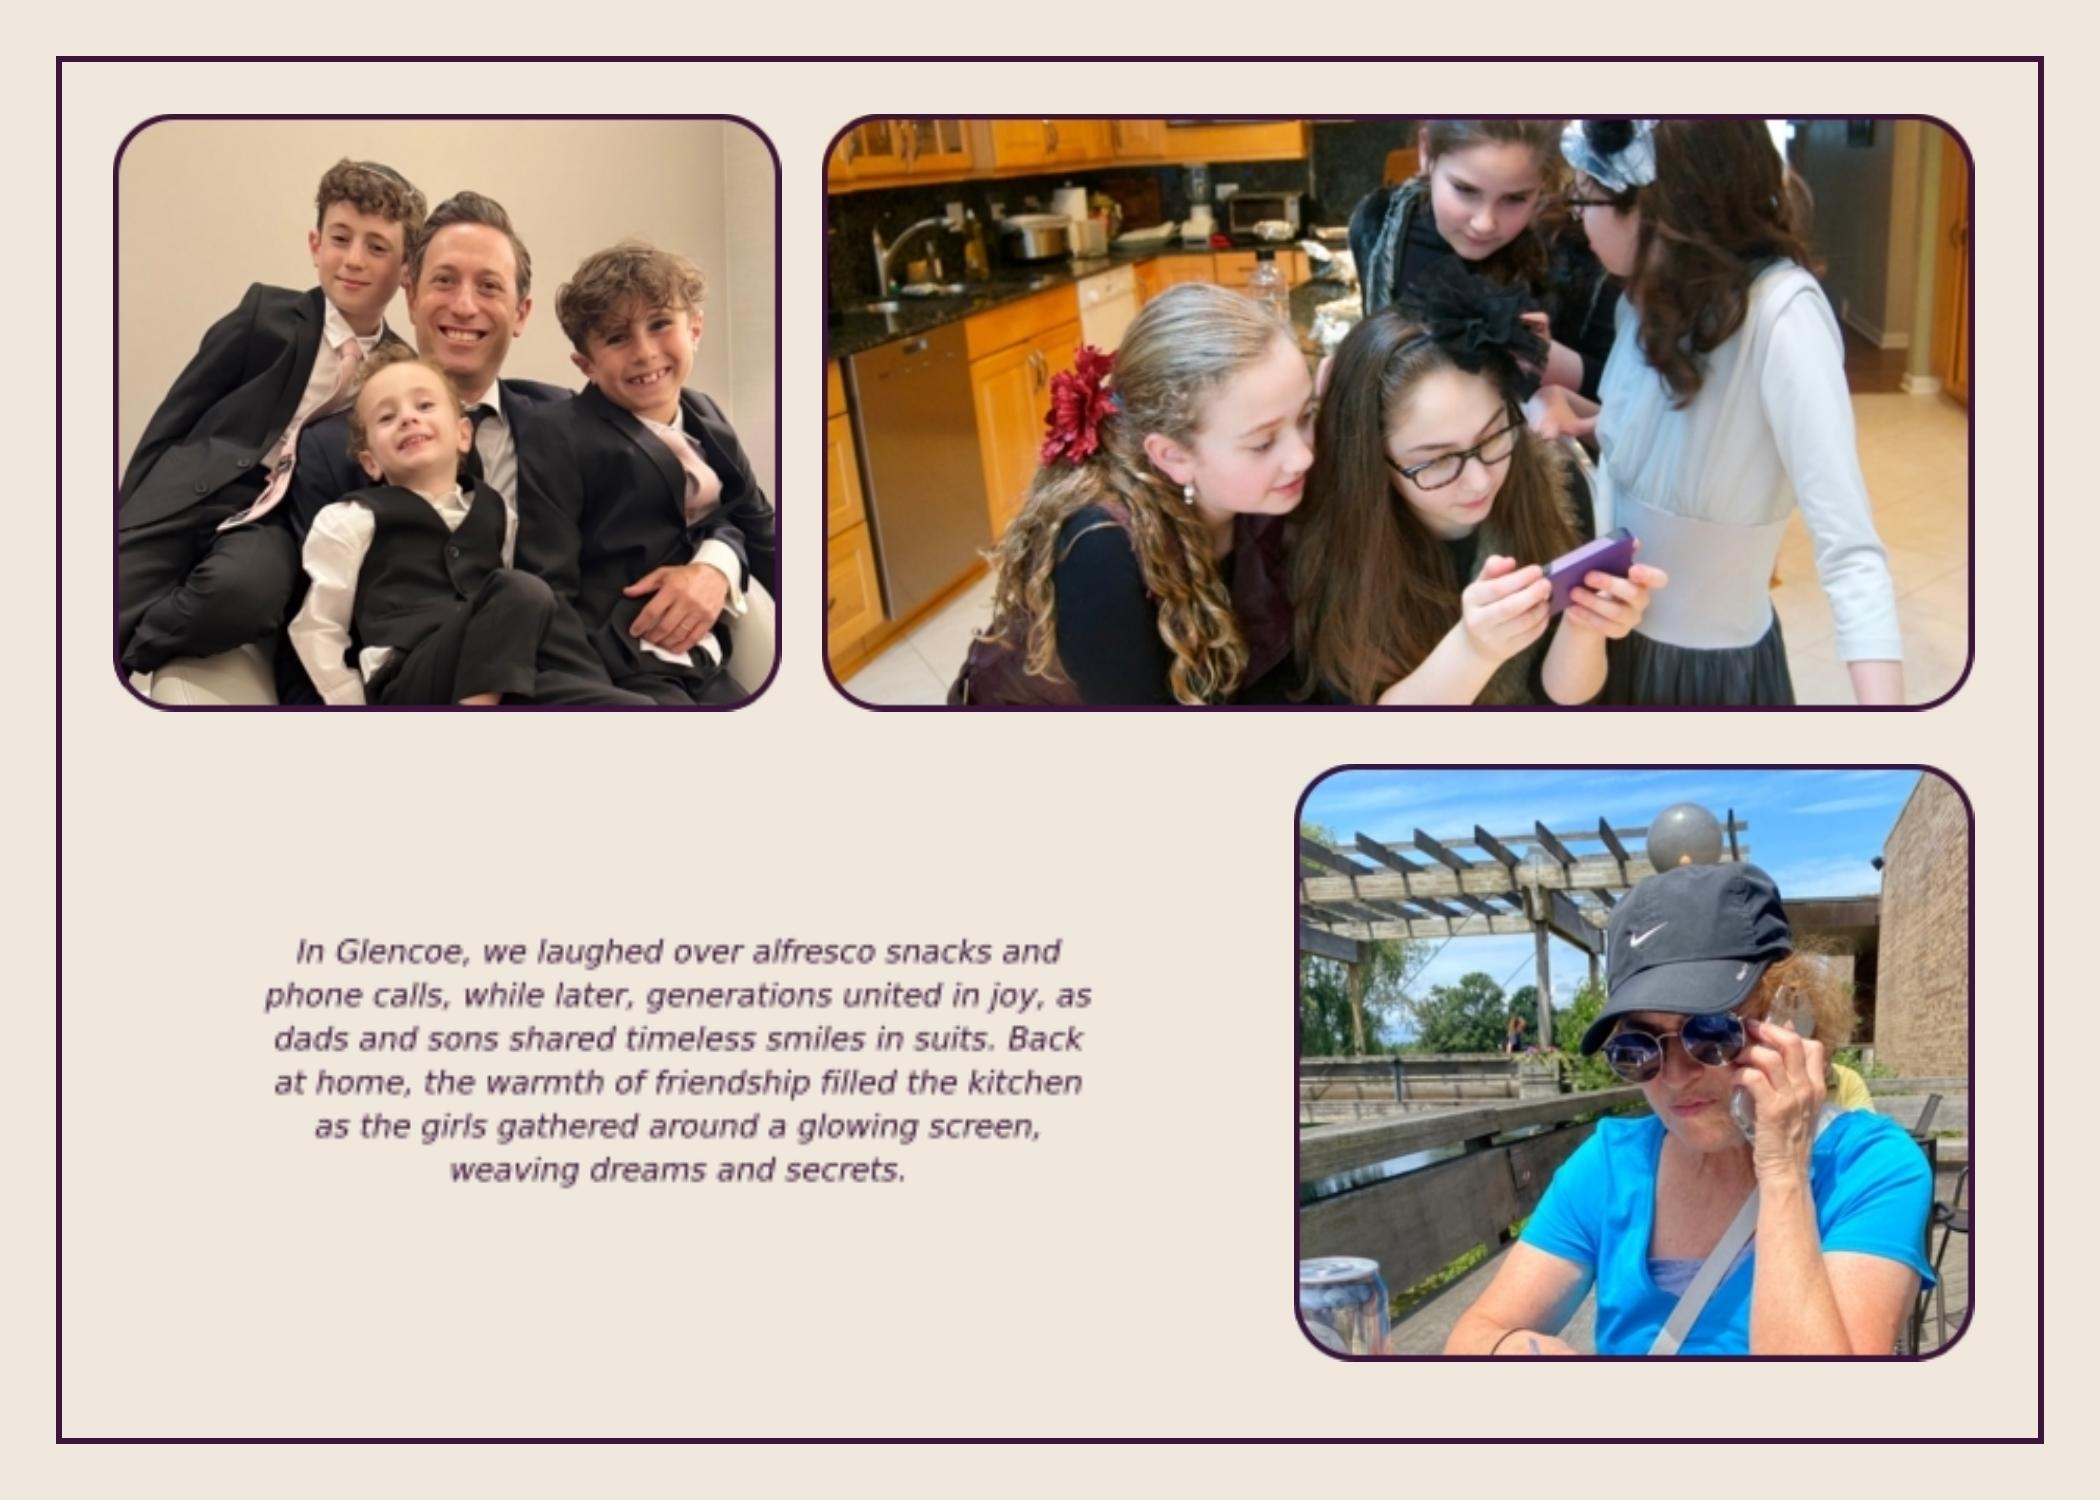 In Glencoe, we laughed over alfresco snacks and
phone calls, while later, generations united in joy, as
dads and sons shared timeless smiles in suits. Back
at home, the warmth of friendship filled the kitchen
as the girls gathered around a glowing screen,
weaving dreams and secrets.